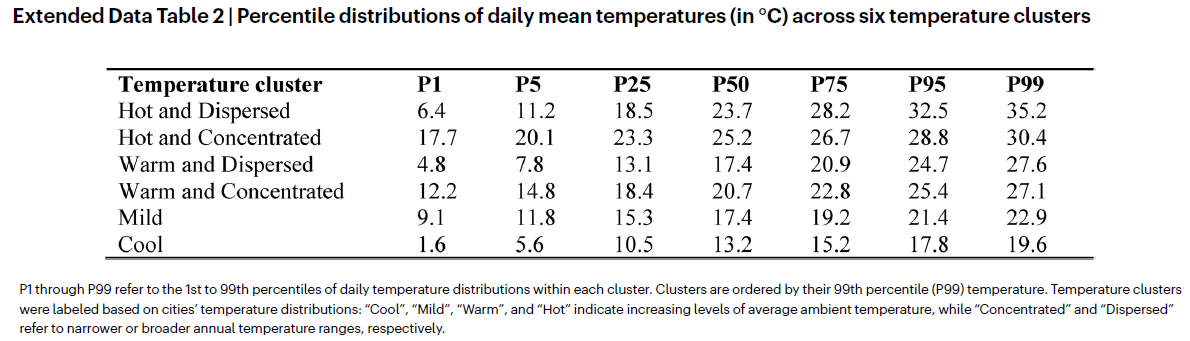 Extended Data Table 2 | Percentile distributions of daily mean temperatures (in °C) across six temperature clusters
Temperature cluster P1 P5 P25 P50 P75 P95 P99
Hot and Dispersed 6.4 11.2 18.5 23.7 28.2 32.5 35.2
Hot and Concentrated 17.7 20.1 23.3 25.2 26.7 28.8 30.4
Warm and Dispersed 4.8 7.8 13.1 17.4 20.9 24.7 27.6
Warm and Concentrated 12.2 14.8 18.4 20.7 22.8 25.4 27.1
Mild 9.1 11.8 15.3 17.4 19.2 21.4 22.9
Cool 1.6 5.6 10.5 13.2 15.2 17.8 19.6
P1 through P99 refer to the 1st to 99th percentiles of daily temperature distributions within each cluster. Clusters are ordered by their 99th percentile (P99) temperature. Temperature clusters
were labeled based on cities’ temperature distributions: “Cool”, “Mild”, “Warm”, and “Hot” indicate increasing levels of average ambient temperature, while “Concentrated” and “Dispersed”
refer to narrower or broader annual temperature ranges, respectively.